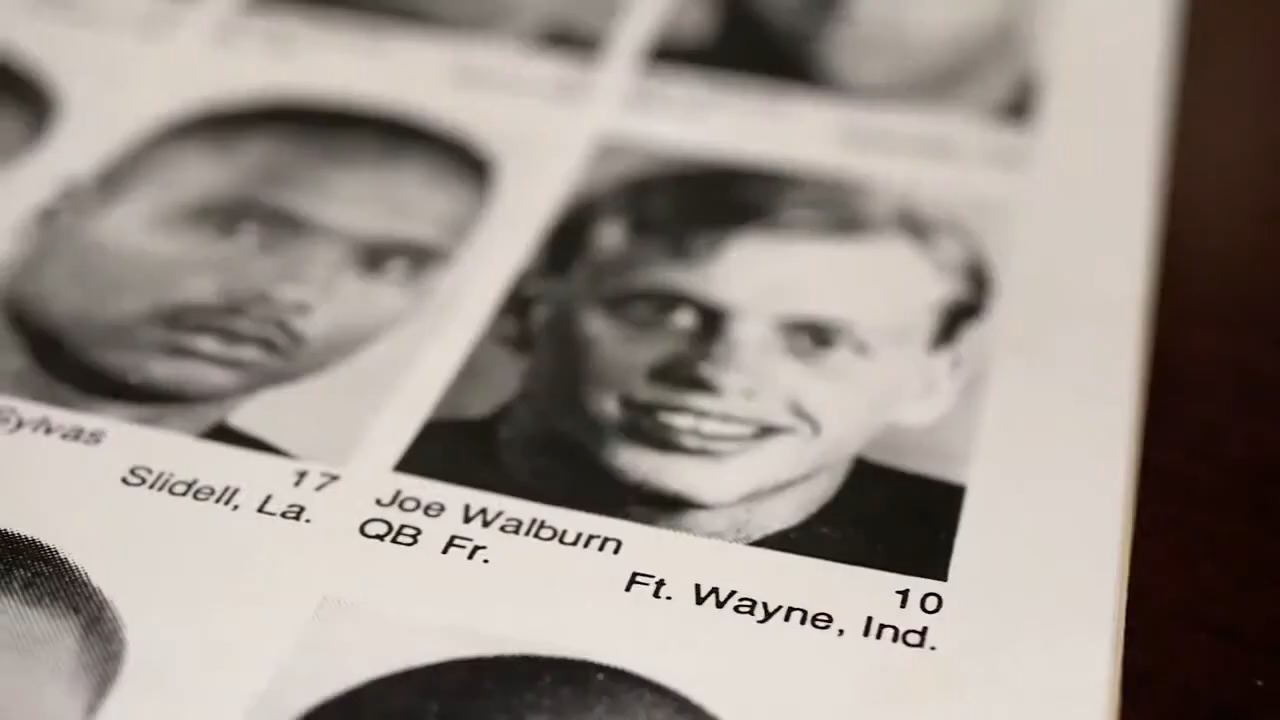 Sylvas
17
Slidell, La.
Joe Walburn
QB Fr.
10
Ft. Wayne, Ind.